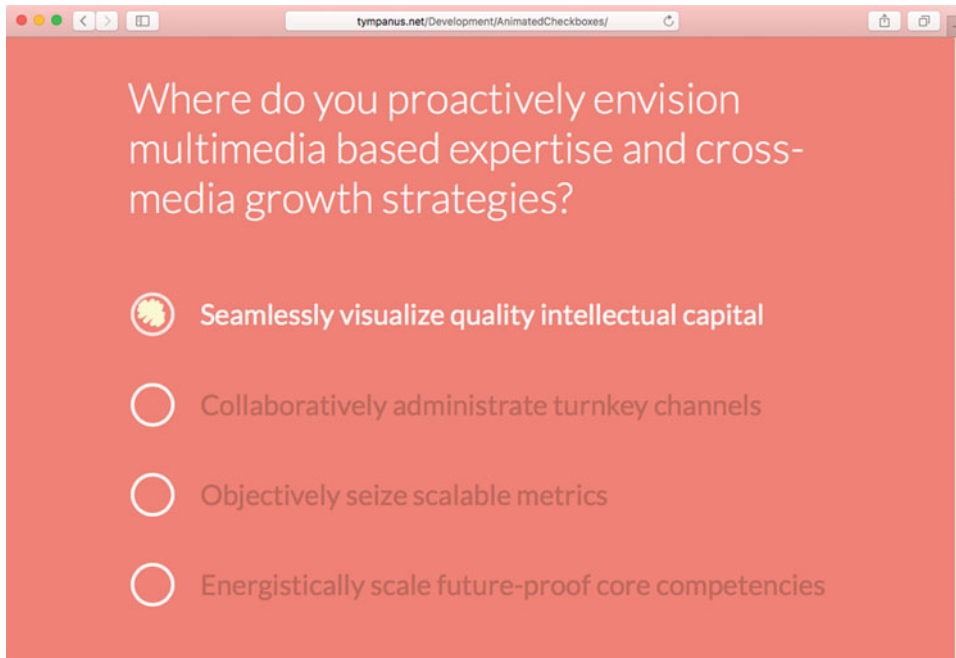 tympanus.net/Development/AnimatedCheckboxes/
Where do you proactively envision
multimedia based expertise and cross-
media growth strategies?
Seamlessly visualize quality intellectual capital
Collaboratively administrate turnkey channels
Objectively seize scalable metrics
Energistically scale future-proof core competencies